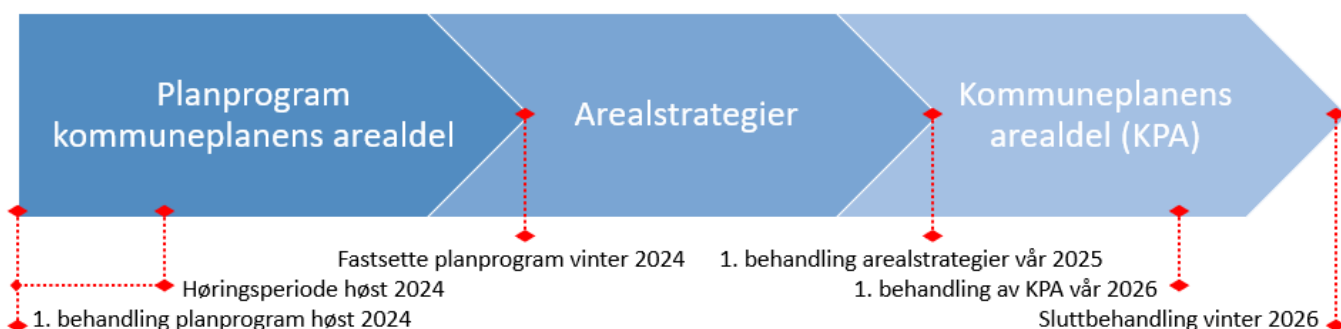 Planprogram
kommuneplanens arealdel
Arealstrategier
Kommuneplanens
arealdel (KPA)
Fastsette planprogram vinter 2024
1. behandling arealstrategier vår 2025
Høringsperiode høst 2024
1. behandling av KPA vår 2026
1. behandling planprogram høst 2024
Sluttbehandling vinter 2026